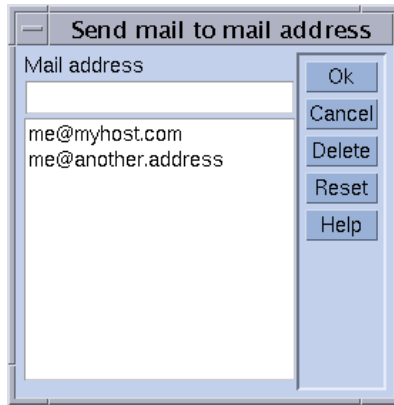 Send mail to mail address
Mail address
Ok
Cancel
Delete
Reset
Help
me@myhost.com
me@another.address